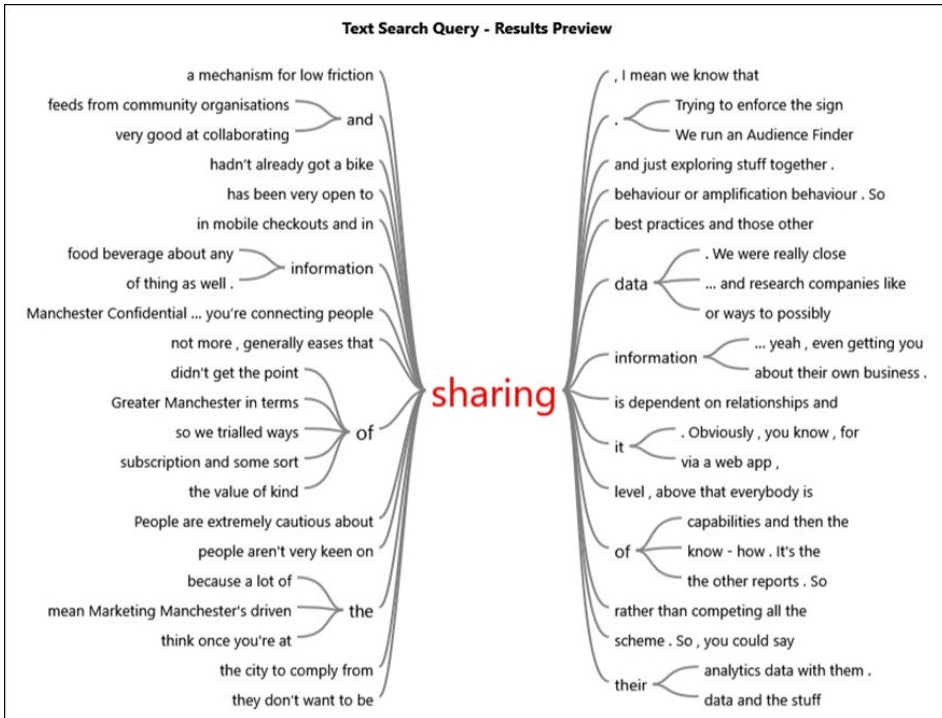 Text Search Query - Results Preview
a mechanism for low friction
feeds from community organisations
very good at collaborating
and
hadn't already got a bike
has been very open to
in mobile checkouts and in
food beverage about any
of thing as well .
information
Manchester Confidential ... you're connecting people
not more , generally eases that
didn't get the point
Greater Manchester in terms
so we trialled ways
subscription and some sort
the value of kind
of
People are extremely cautious about
people aren't very keen on
because a lot of
mean Marketing Manchester's driven
think once you're at
the
the city to comply from
they don't want to be
sharing
, I mean we know that
.
Trying to enforce the sign
We run an Audience Finder
and just exploring stuff together .
behaviour or amplification behaviour . So
best practices and those other
data
. We were really close
... and research companies like
or ways to possibly
information
... yeah , even getting you
about their own business .
is dependent on relationships and
it
. Obviously , you know , for
via a web app ,
level , above that everybody is
of
capabilities and then the
know - how . It's the
the other reports . So
rather than competing all the
scheme . So , you could say
their
analytics data with them .
data and the stuff